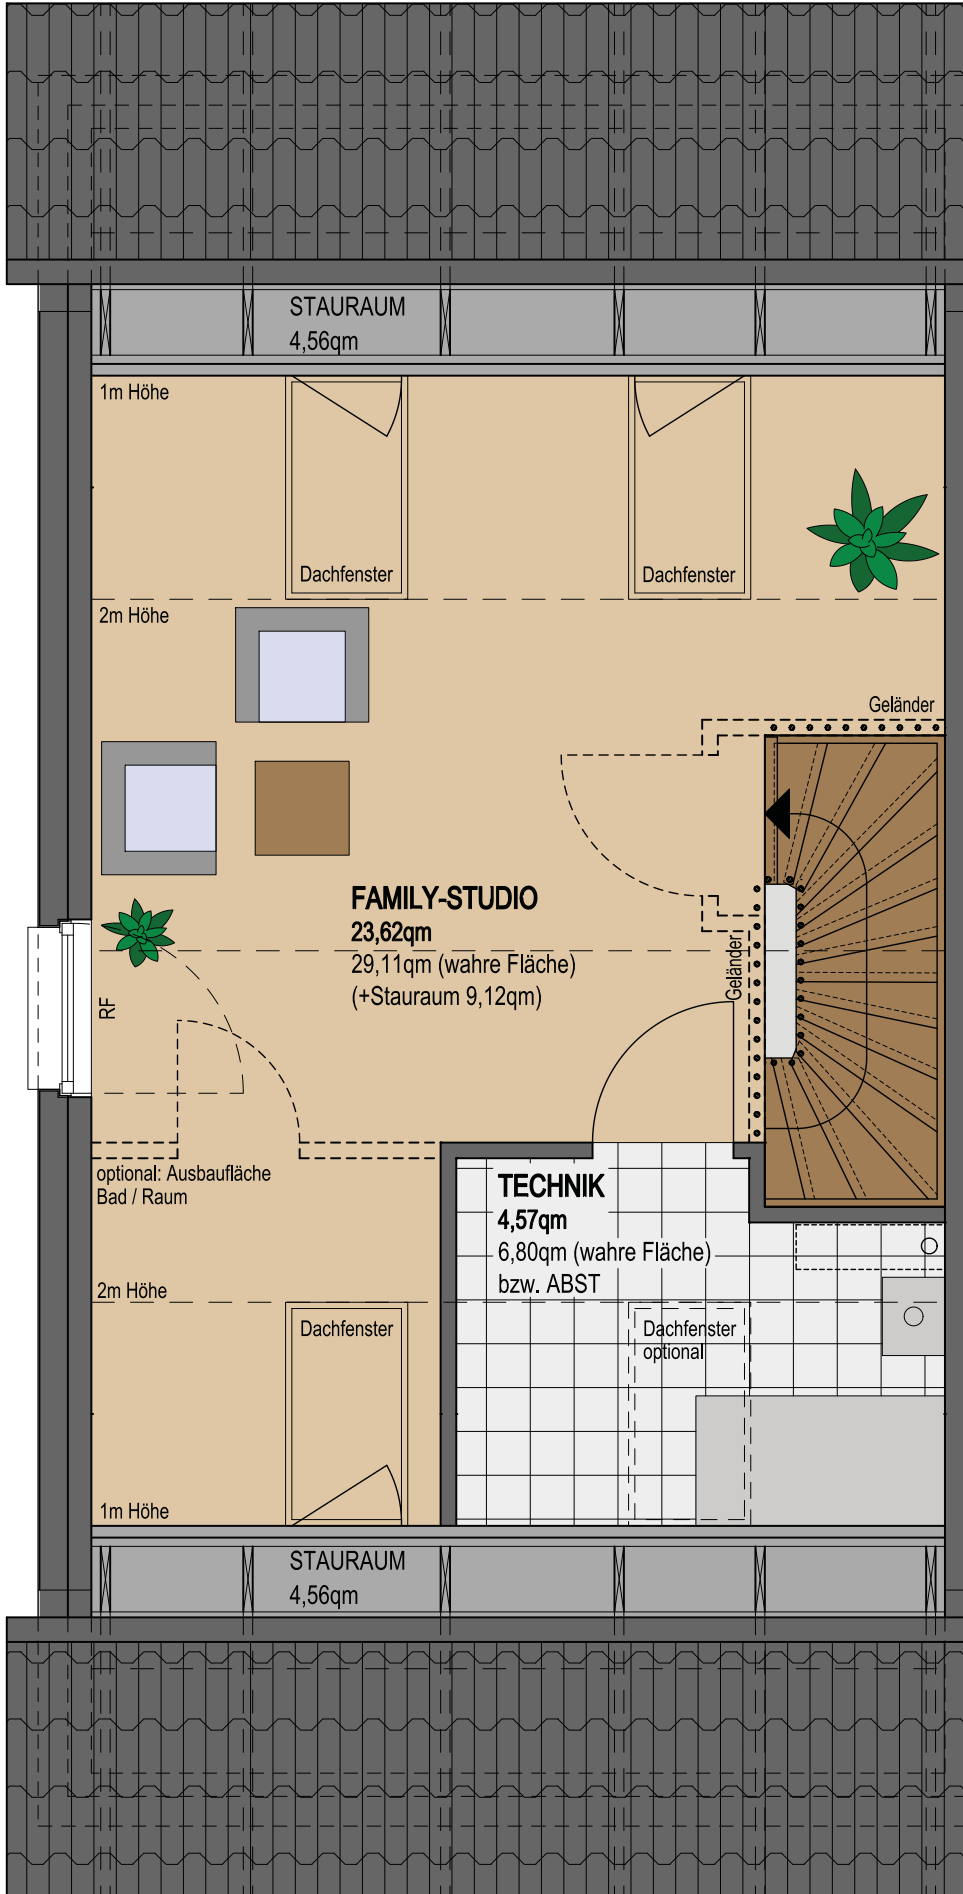 STAURAUM
4,56qm
1m Höhe
Dachfenster
Dachfenster
2m Höhe
Geländer
FAMILY-STUDIO
23,62qm
29,11qm (wahre Fläche)
(+Stauraum 9,12qm)
Geländer
RF
optional: Ausbaufläche
Bad / Raum
TECHNIK
4,57qm
6,80qm (wahre Fläche)
bzw. ABST
2m Höhe
Dachfenster
Dachfenster
optional
1m Höhe
STAURAUM
4,56qm